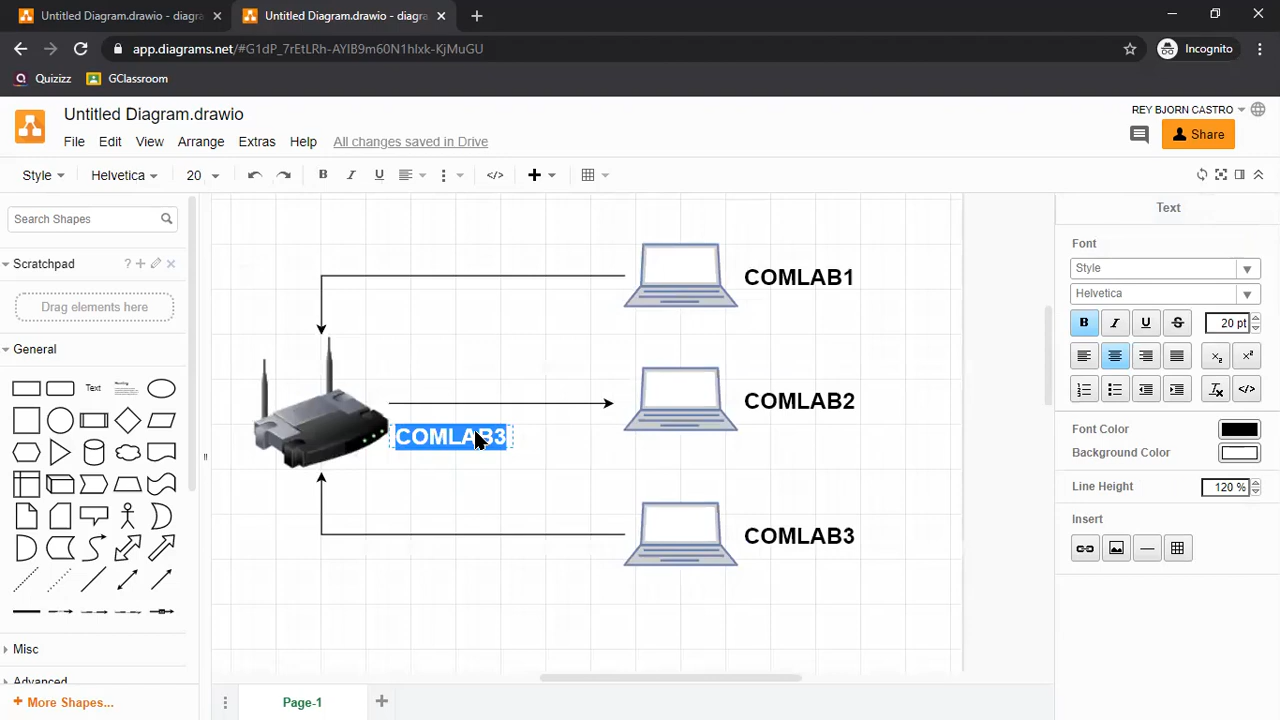 Untitled Diagram.drawio - diagra
Untitled Diagram.drawio - diagra
app.diagrams.net/#G1dP_7rEtLRh-AYIB9m60N1hIxk-KjMuGU
Incognito
Quizizz
GClassroom
Untitled Diagram.drawio
REY BJORN CASTRO
File Edit View Arrange Extras Help All changes saved in Drive
Share
Style Helvetica 20 B I U </>
Search Shapes
Text
Scratchpad ?
Font
Style
Drag elements here
Helvetica
General
B I U S 20 pt
Text
Heading
COMLAB1
COMLAB2
COMLAB3
COMLAB3
Font Color
Background Color
Line Height 120 %
Insert
Misc
Advanced
More Shapes...
Page-1